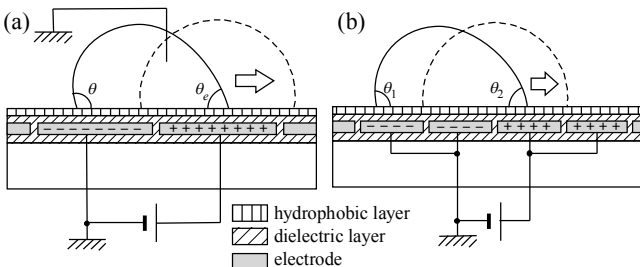 (a)
θ
θe
− − − − − − −
+ + + + + + + +
(b)
θ1
θ2
− − − −
− − − −
+ + + +
+ + + +
hydrophobic layer
dielectric layer
electrode